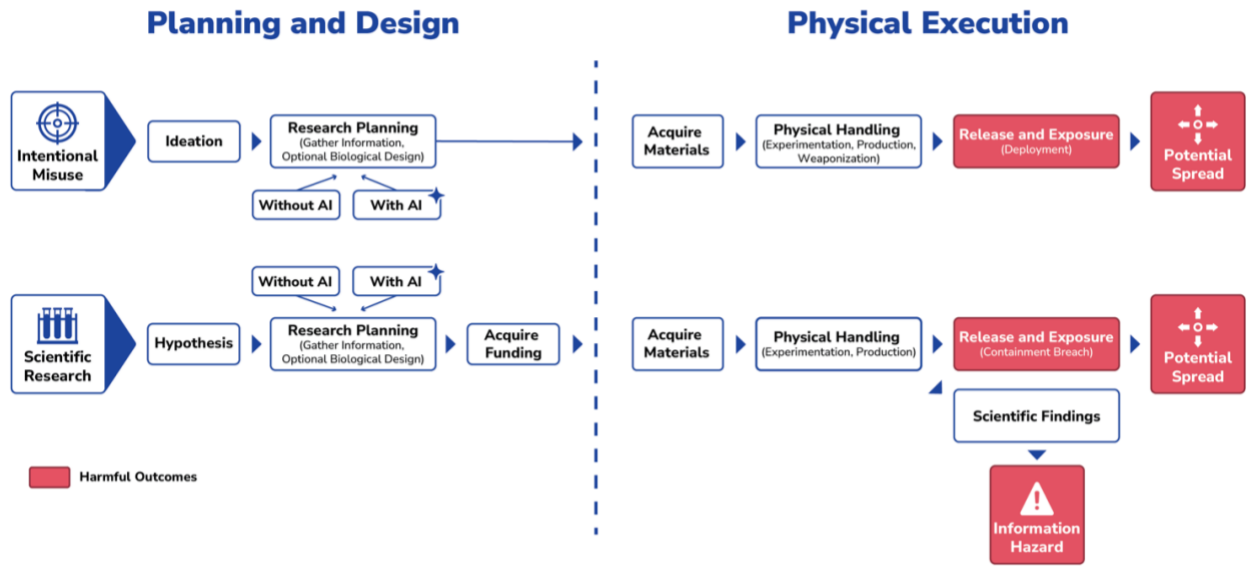 Planning and Design
Physical Execution
Intentional
Misuse
Ideation
Research Planning
(Gather Information,
Optional Biological Design)
Without AI
With AI
Acquire
Materials
Physical Handling
(Experimentation, Production,
Weaponization)
Release and Exposure
(Deployment)
Potential
Spread
Scientific
Research
Hypothesis
Without AI
With AI
Research Planning
(Gather Information,
Optional Biological Design)
Acquire
Funding
Acquire
Materials
Physical Handling
(Experimentation, Production)
Release and Exposure
(Containment Breach)
Potential
Spread
Scientific Findings
Information
Hazard
Harmful Outcomes